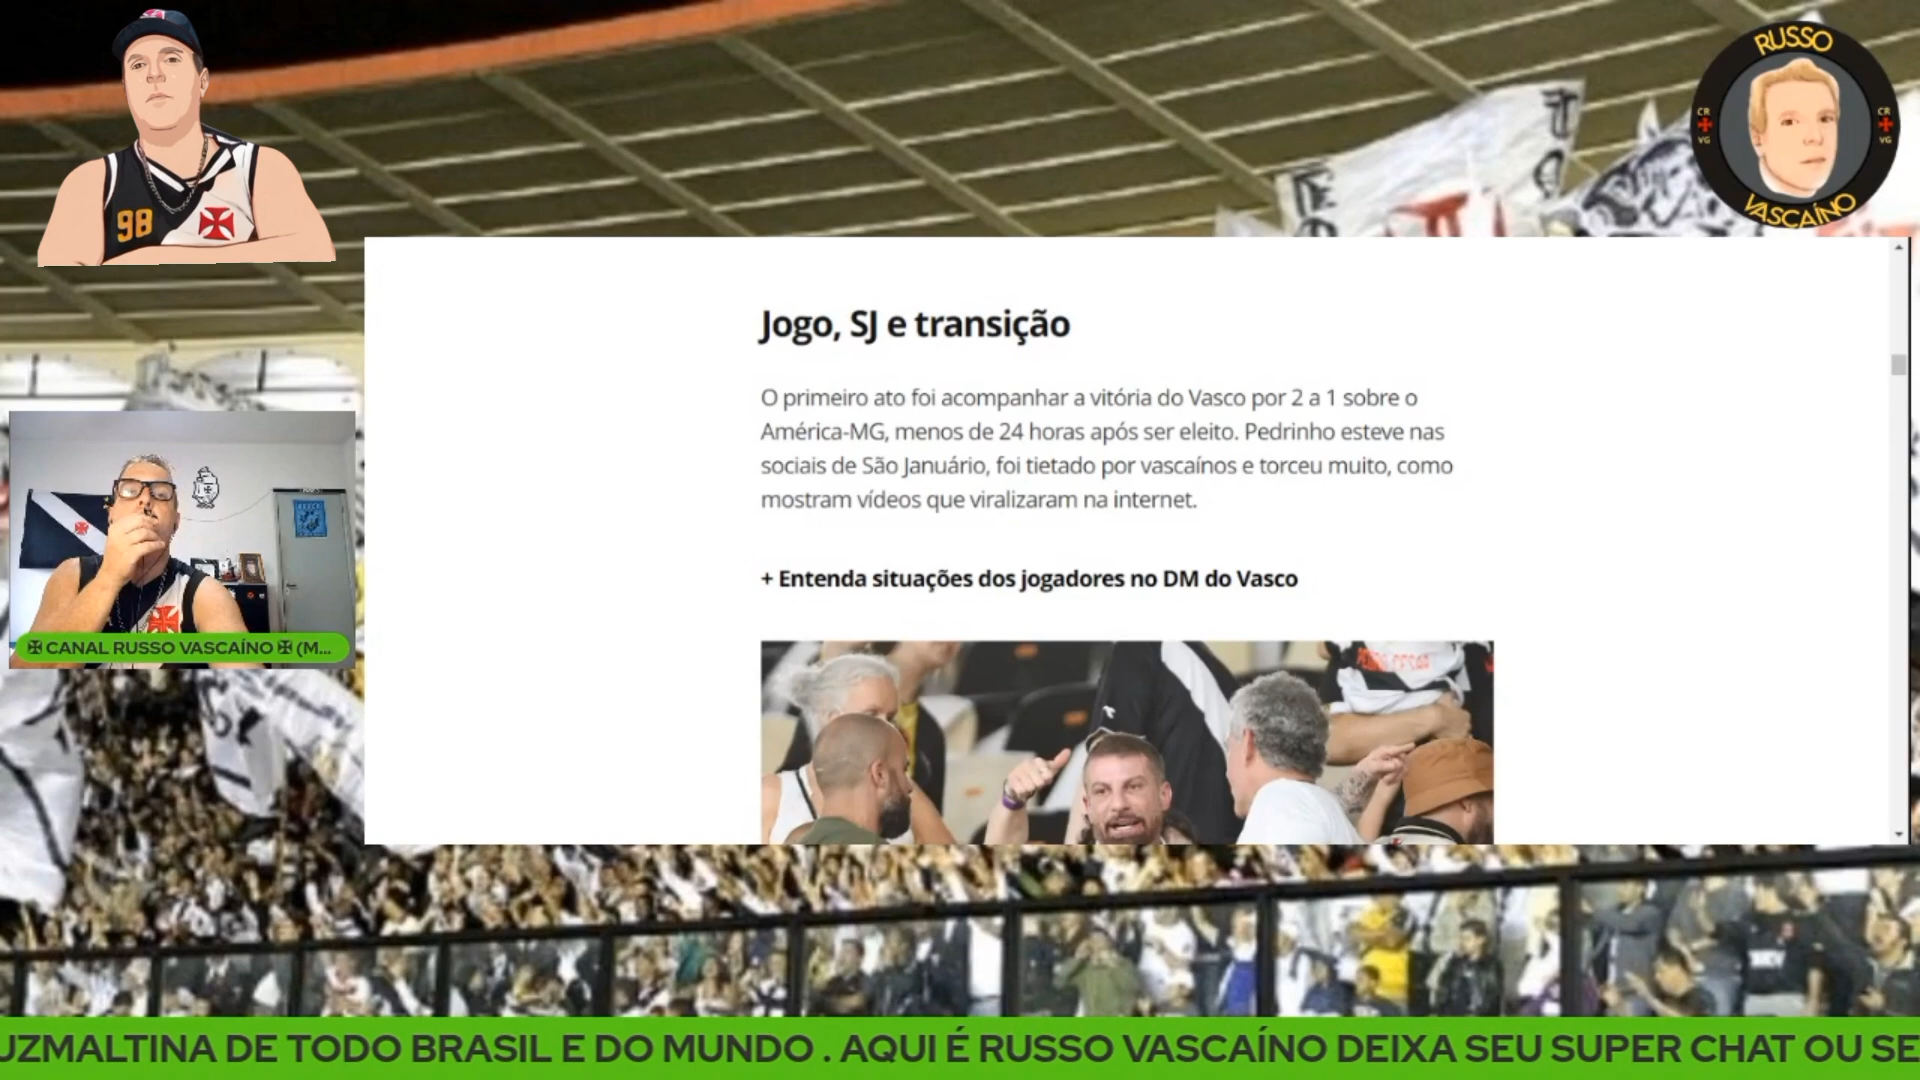 RUSSO
VASCAÍNO
CR
VG
CR
VG
98
Jogo, SJ e transição
O primeiro ato foi acompanhar a vitória do Vasco por 2 a 1 sobre o
América-MG, menos de 24 horas após ser eleito. Pedrinho esteve nas
sociais de São Januário, foi tietado por vascaínos e torceu muito, como
mostram vídeos que viralizaram na internet.
+ Entenda situações dos jogadores no DM do Vasco
✠ CANAL RUSSO VASCAÍNO ✠ (M...
UZMALTINA DE TODO BRASIL E DO MUNDO . AQUI É RUSSO VASCAÍNO DEIXA SEU SUPER CHAT OU SE